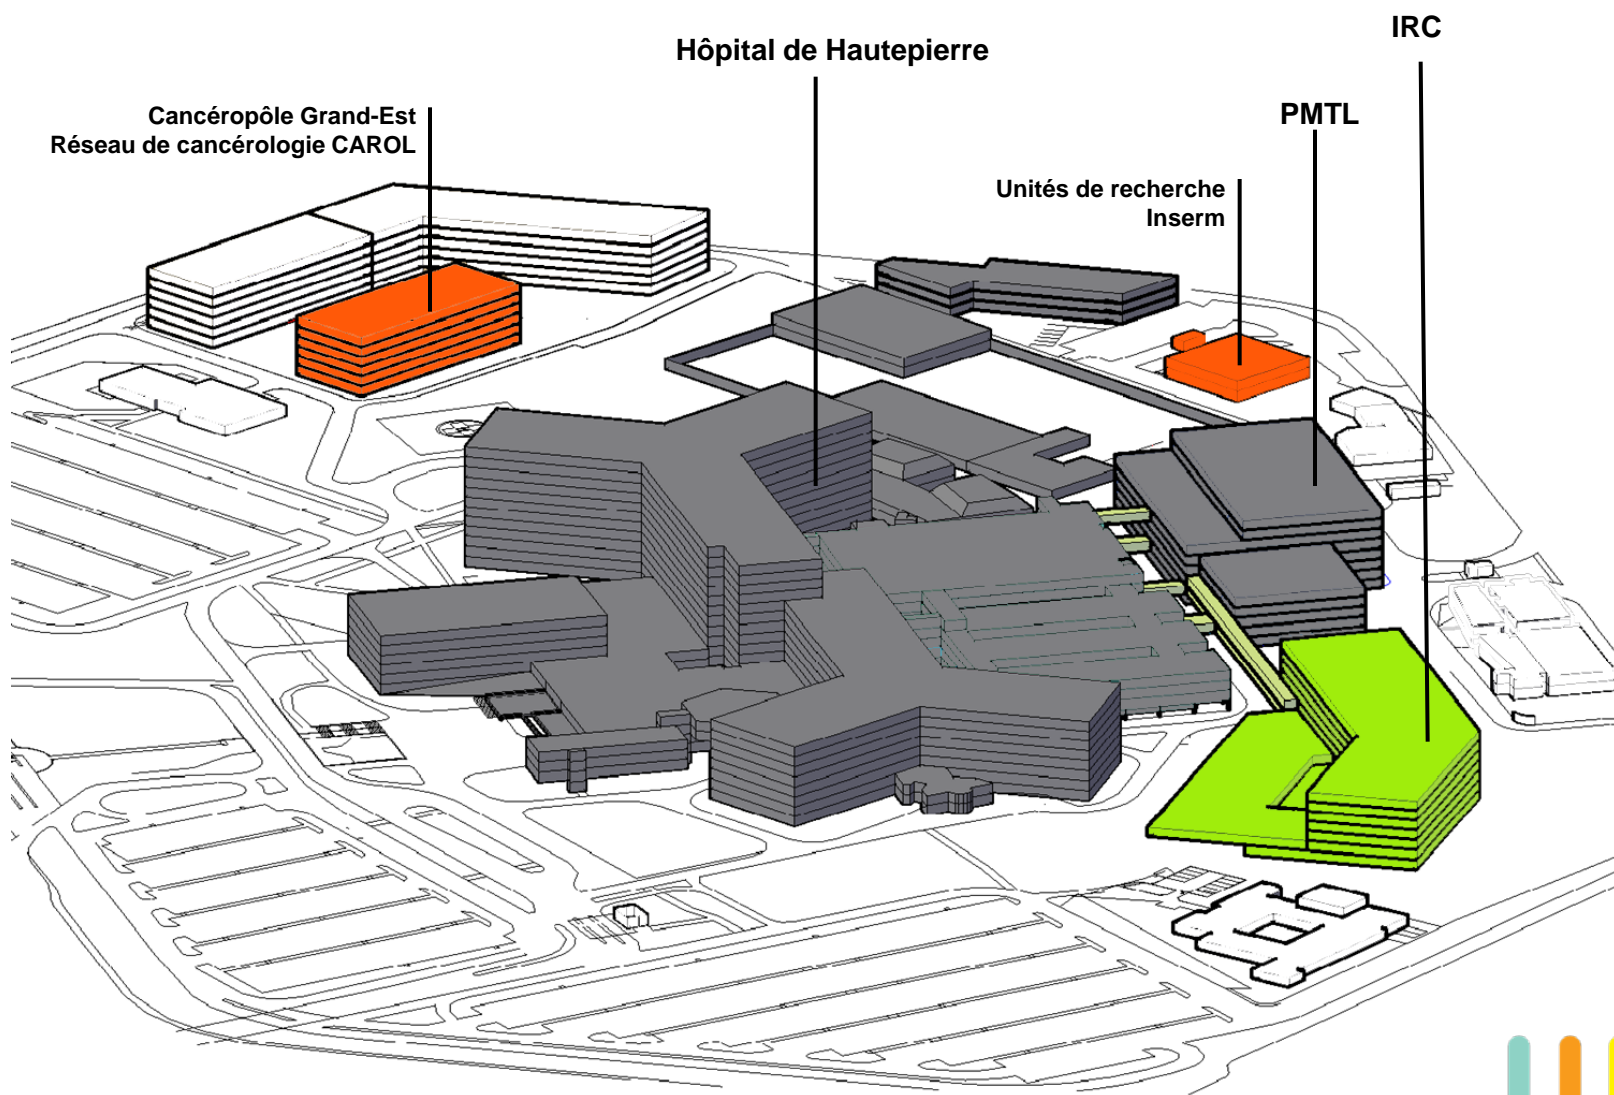 IRC
Hôpital de Hautepierre
Cancéropôle Grand-Est
Réseau de cancérologie CAROL
PMTL
Unités de recherche
Inserm